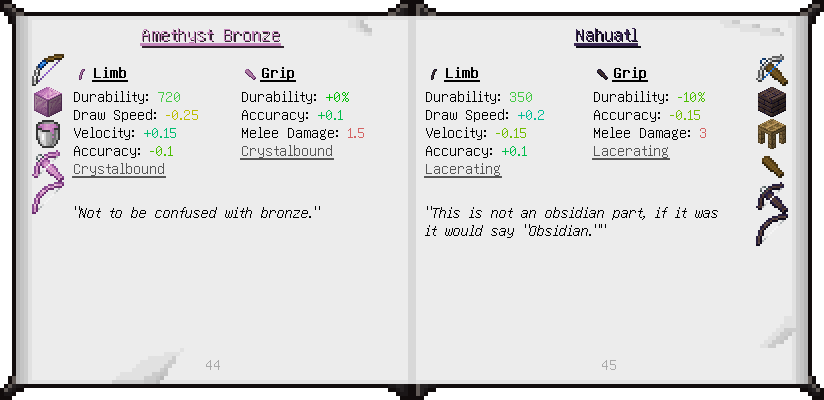 Amethyst Bronze
Limb
Durability: 720
Draw Speed: -0.25
Velocity: +0.15
Accuracy: -0.1
Crystalbound
Grip
Durability: +0%
Accuracy: +0.1
Melee Damage: 1.5
Crystalbound
"Not to be confused with bronze."
44
Nahuatl
Limb
Durability: 350
Draw Speed: +0.2
Velocity: -0.15
Accuracy: +0.1
Lacerating
Grip
Durability: -10%
Accuracy: -0.15
Melee Damage: 3
Lacerating
"This is not an obsidian part, if it was
it would say "Obsidian.""
45